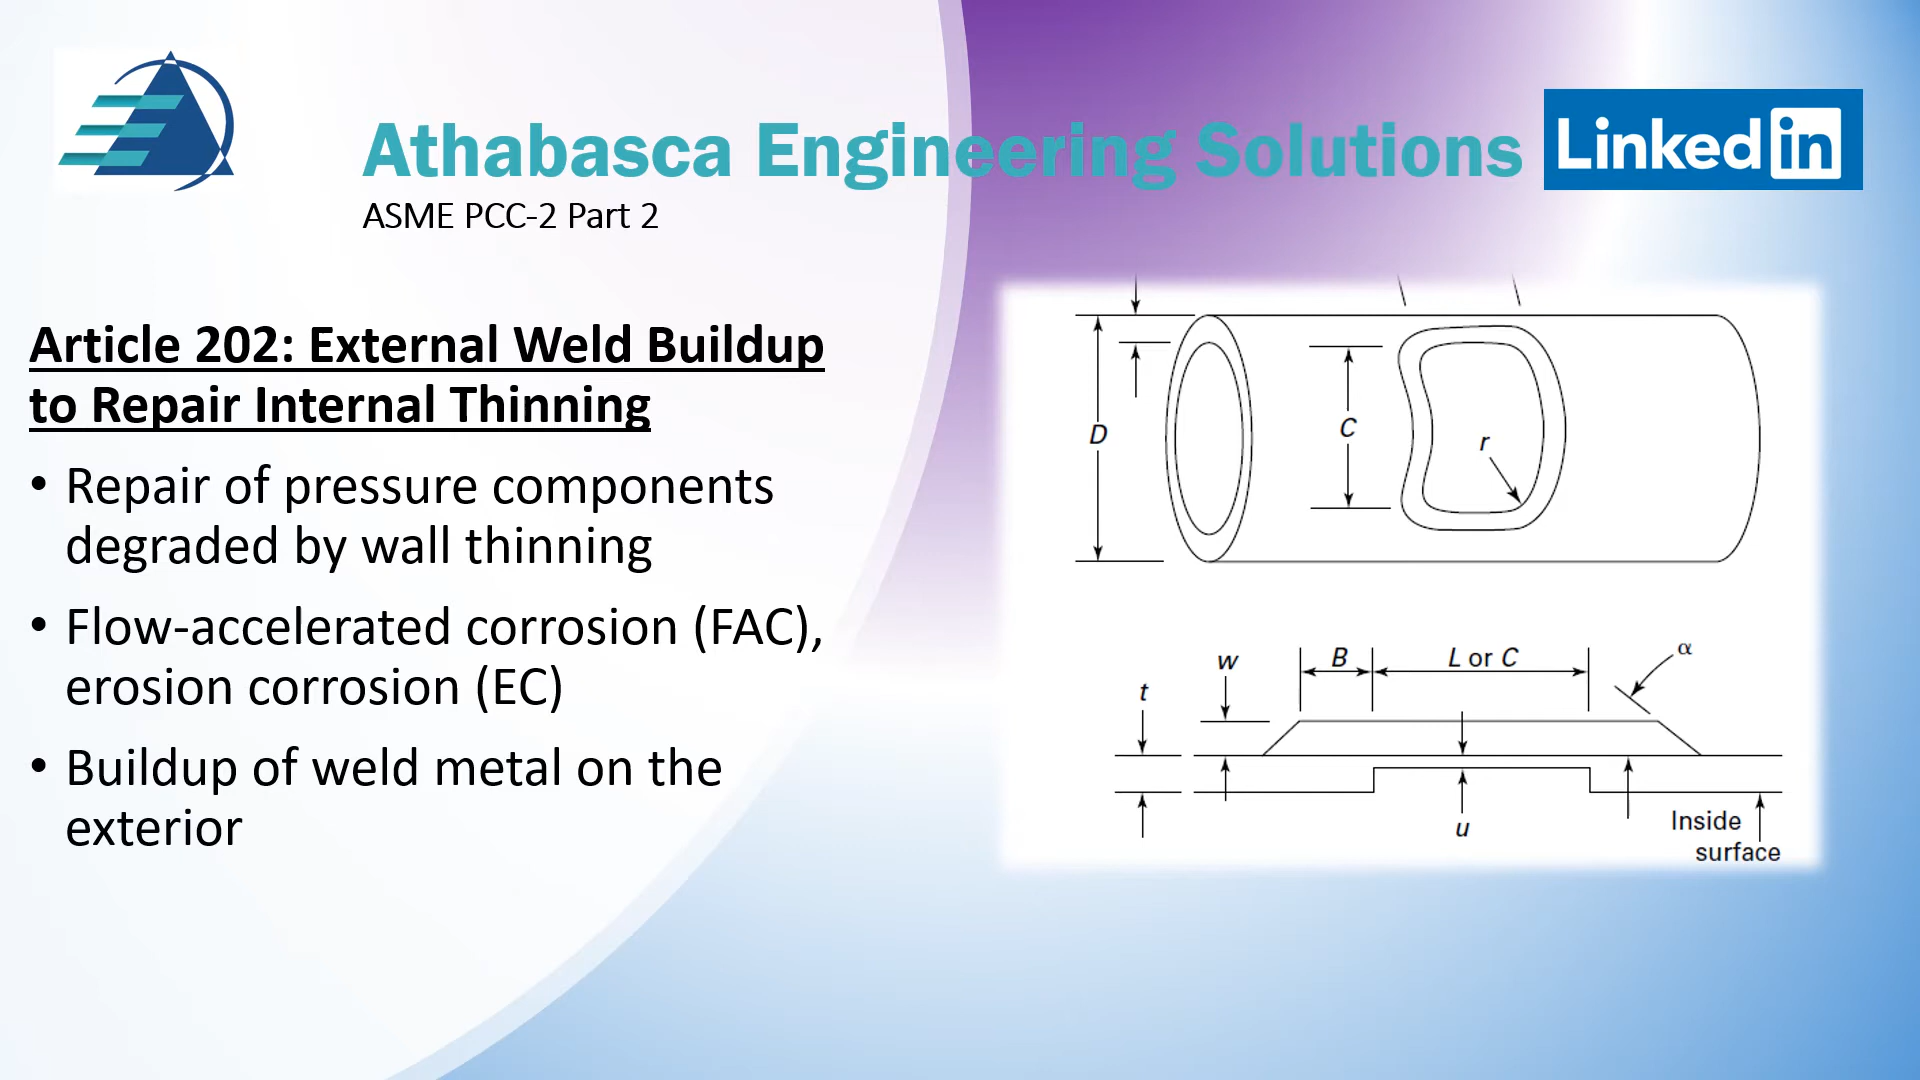 Athabasca Engineering Solutions
Linked in
ASME PCC-2 Part 2
Article 202: External Weld Buildup
to Repair Internal Thinning
• Repair of pressure components
degraded by wall thinning
• Flow-accelerated corrosion (FAC),
erosion corrosion (EC)
• Buildup of weld metal on the
exterior
D
C
r
w
B
L or C
α
t
u
Inside
surface